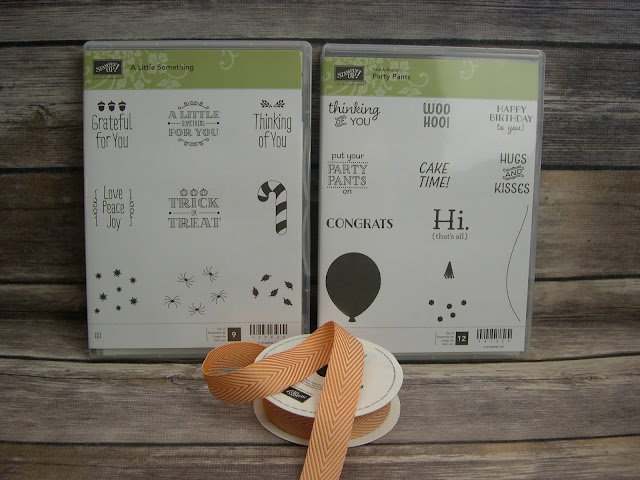 STAMPIN' UP!
A Little Something
Grateful
for You
A LITTLE
SOMETHING
FOR YOU
Thinking
of You
Love
Peace
Joy
TRICK
OR
TREAT
9
STAMPIN' UP!
Party Pants
thinking
OF YOU
WOO
HOO!
HAPPY
BIRTHDAY
to you!
put your
PARTY
PANTS
on
CAKE
TIME!
HUGS
AND
KISSES
CONGRATS
Hi.
(that's all)
12